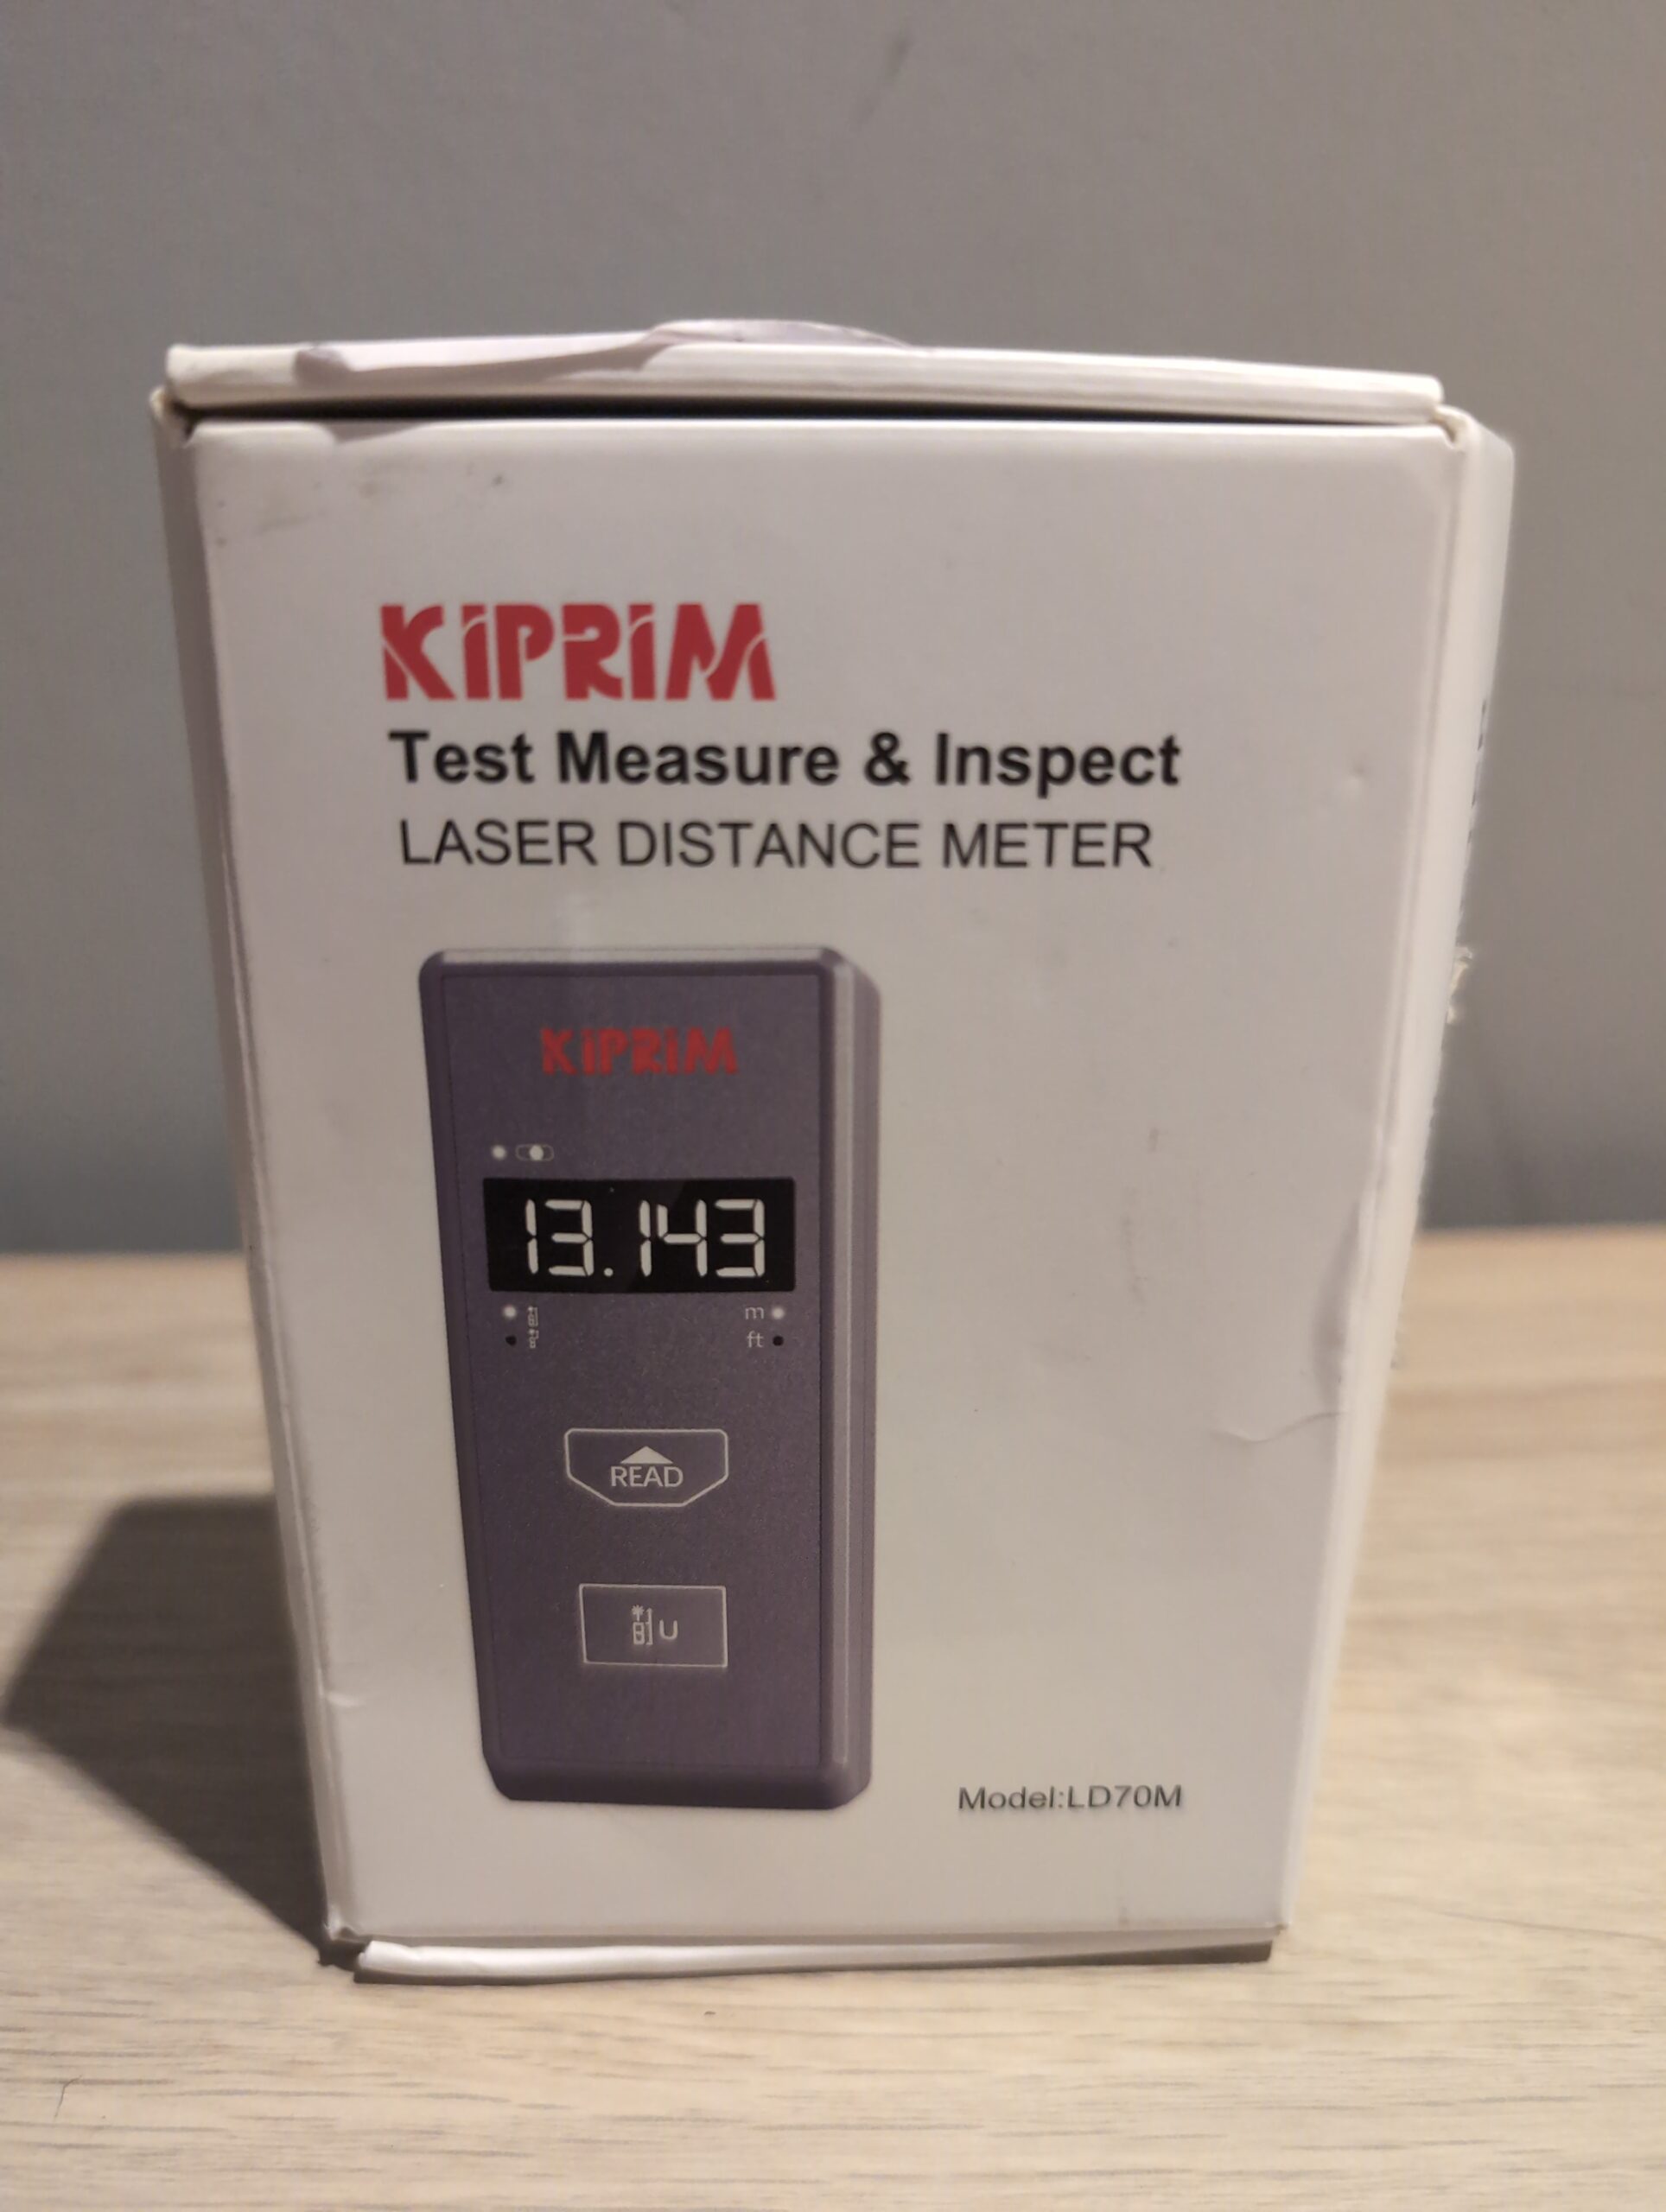 KiPRiM
Test Measure & Inspect
LASER DISTANCE METER
KiPRiM
13.143
m
ft
READ
U
Model:LD70M